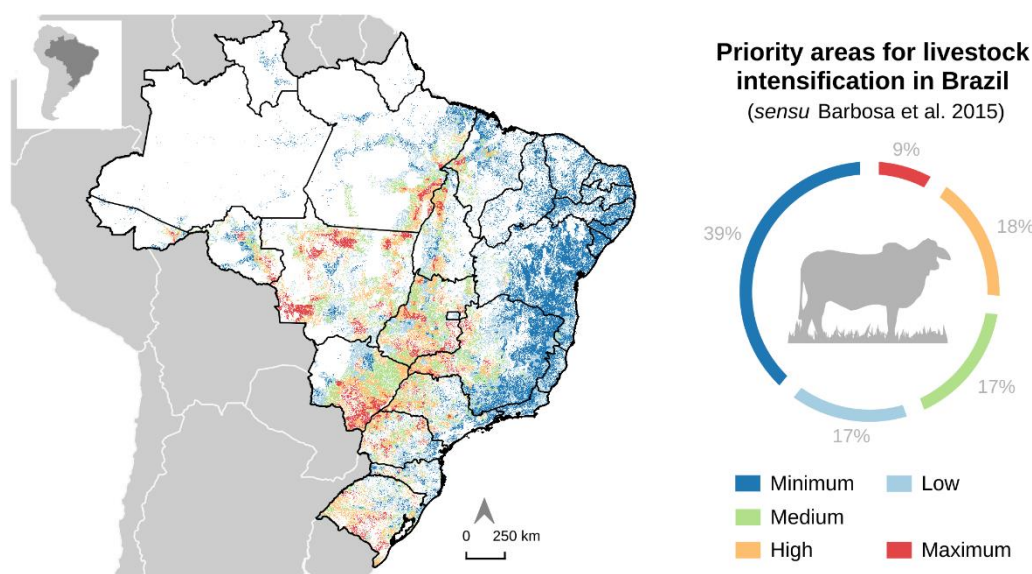 Priority areas for livestock
intensification in Brazil
(sensu Barbosa et al. 2015)
9%
39%
18%
17%
17%
Minimum
Low
Medium
High
Maximum
0 250 km